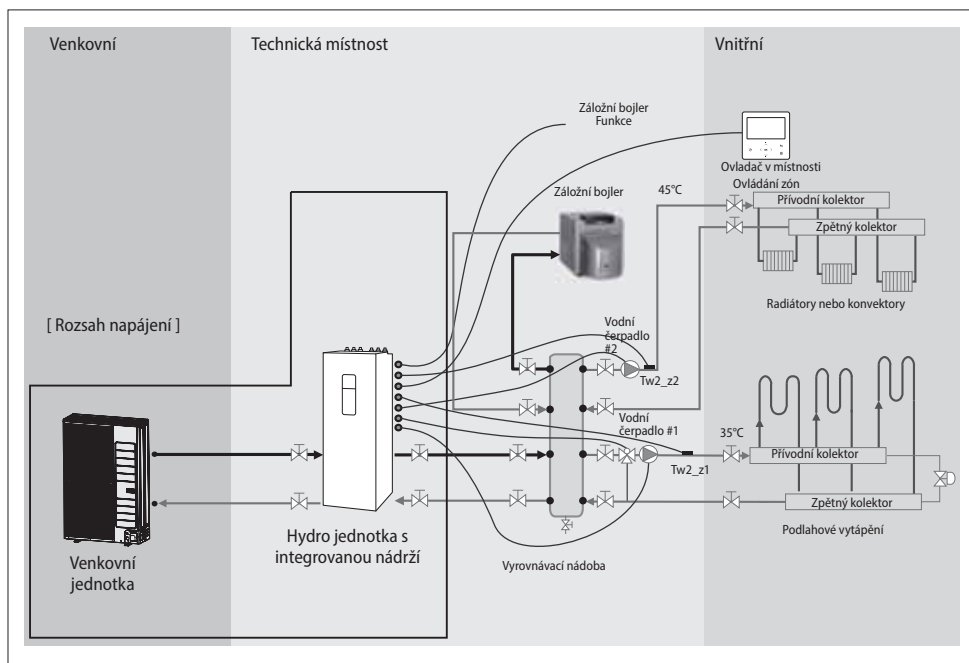 Venkovní
Technická místnost
Vnitřní
Záložní bojler
Funkce
Ovladač v místnosti
Ovládání zón
Záložní bojler
45°C
Přívodní kolektor
Zpětný kolektor
Radiátory nebo konvektory
[ Rozsah napájení ]
Vodní
čerpadlo
#2
Tw2_z2
Vodní
čerpadlo #1
35°C
Tw2_z1
Přívodní kolektor
Zpětný kolektor
Podlahové vytápění
Hydro jednotka s
integrovanou nádrží
Venkovní
jednotka
Vyrovnávací nádoba